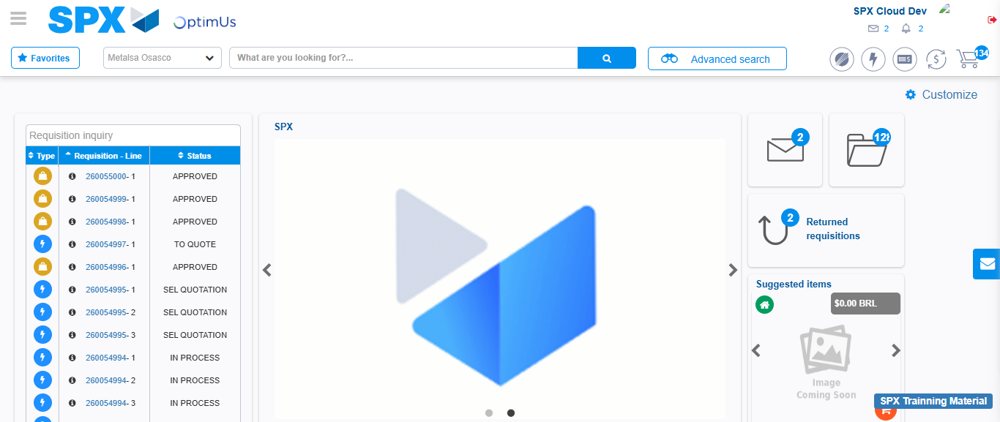 SPX OptimUs
SPX Cloud Dev
2 2
Favorites
Metalsa Osasco
What are you looking for?...
Advanced search
134
Customize
Requisition inquiry
Type Requisition - Line Status
260055000- 1 APPROVED
260054999- 1 APPROVED
260054998- 1 APPROVED
260054997- 1 TO QUOTE
260054996- 1 APPROVED
260054995- 1 SEL QUOTATION
260054995- 2 SEL QUOTATION
260054995- 3 SEL QUOTATION
260054994- 1 IN PROCESS
260054994- 2 IN PROCESS
260054994- 3 IN PROCESS
SPX
2
2
Returned
requisitions
Suggested items
$0.00 BRL
Image
Coming Soon
SPX Trainning Material